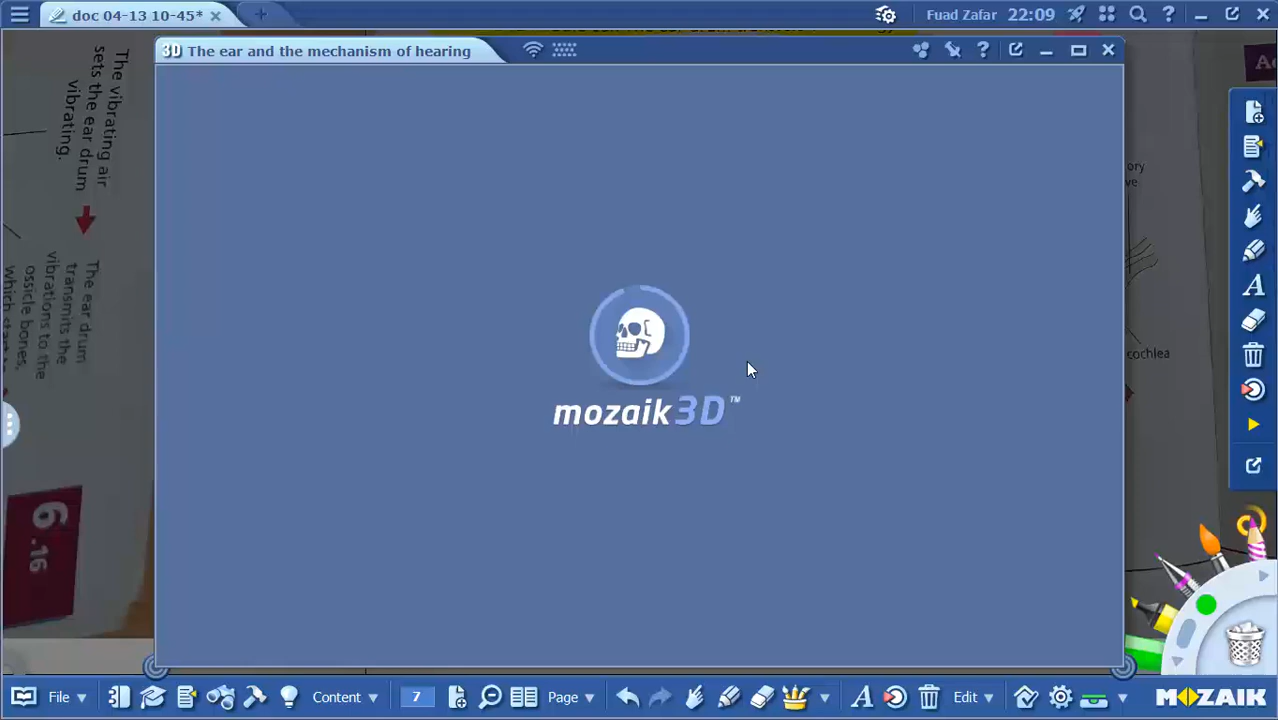 doc 04-13 10-45*
Fuad Zafar 22:09
3D The ear and the mechanism of hearing
The vibrating air
sets the ear drum
vibrating.
The ear drum
transmits the
vibrations to the
ossicle bones,
6.16
mozaik3D™
cochlea
File
Content
7
Page
Edit
MOZAIK